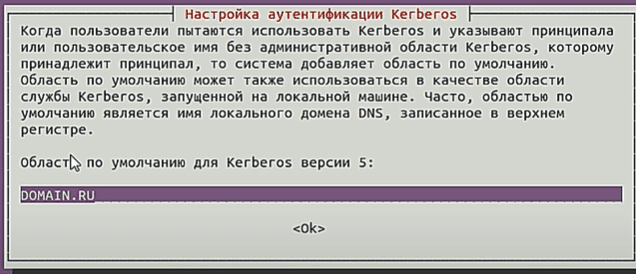 Настройка аутентификации Kerberos
Когда пользователи пытаются использовать Kerberos и указывают принципала
или пользовательское имя без административной области Kerberos, которому
принадлежит принципал, то система добавляет область по умолчанию.
Область по умолчанию может также использоваться в качестве области
службы Kerberos, запущенной на локальной машине. Часто, областью по
умолчанию является имя локального домена DNS, записанное в верхнем
регистре.
Область по умолчанию для Kerberos версии 5:
DOMAIN.RU
<Ok>